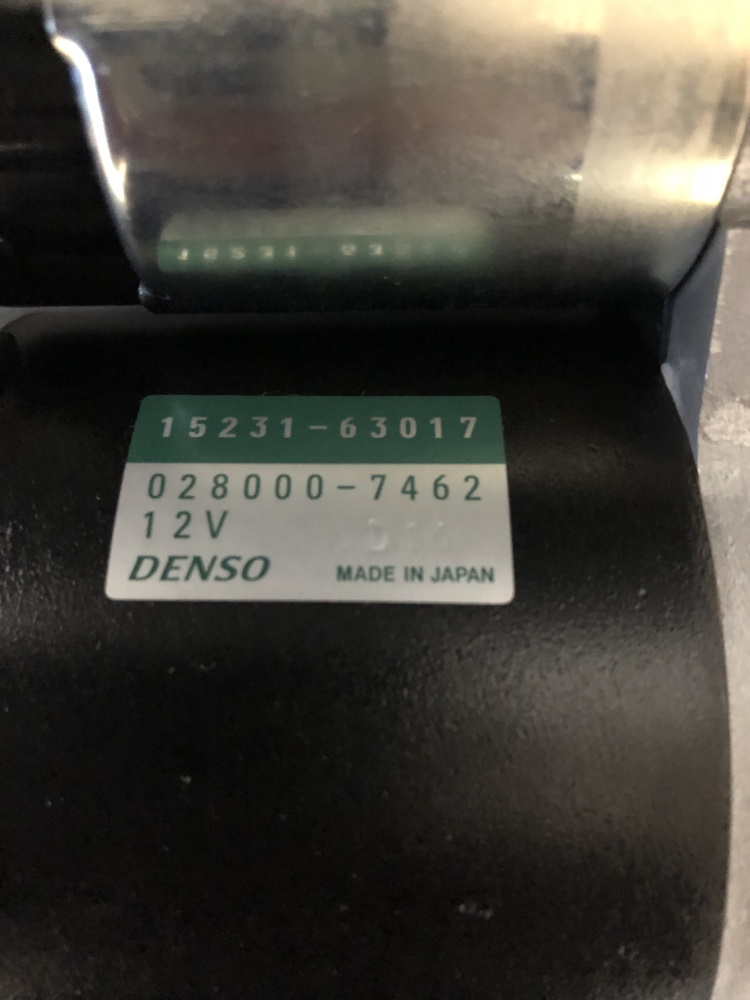 15231-63017
028000-7462
12V
DENSO MADE IN JAPAN